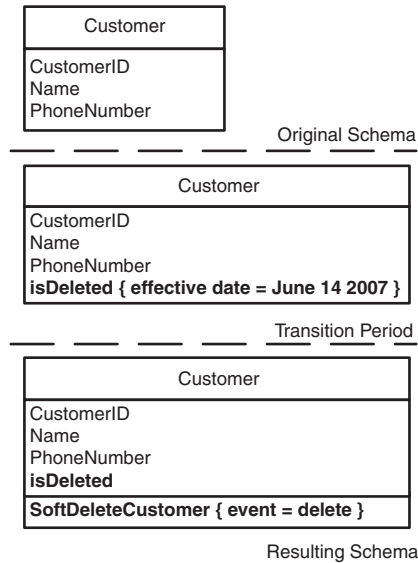 Customer
CustomerID
Name
PhoneNumber
Original Schema
Customer
CustomerID
Name
PhoneNumber
isDeleted { effective date = June 14 2007 }
Transition Period
Customer
CustomerID
Name
PhoneNumber
isDeleted
SoftDeleteCustomer { event = delete }
Resulting Schema